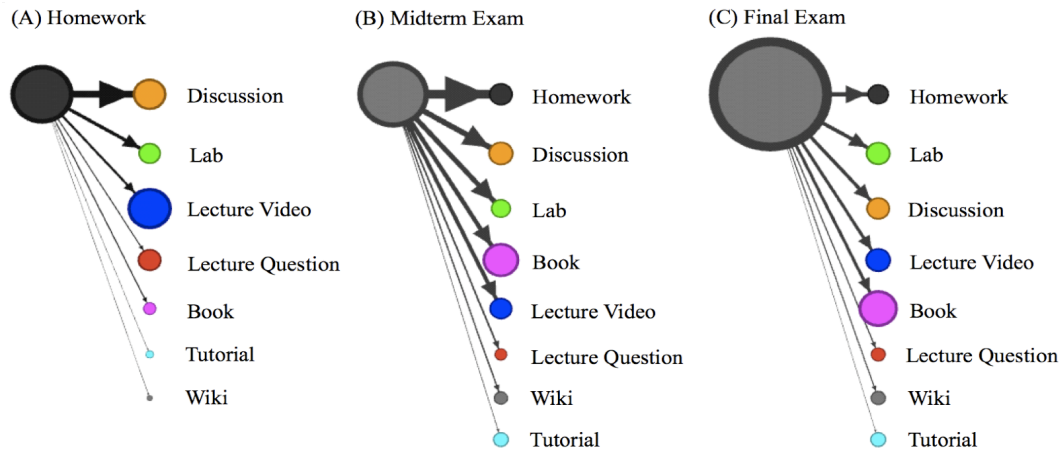 (A) Homework
Discussion
Lab
Lecture Video
Lecture Question
Book
Tutorial
Wiki
(B) Midterm Exam
Homework
Discussion
Lab
Book
Lecture Video
Lecture Question
Wiki
Tutorial
(C) Final Exam
Homework
Lab
Discussion
Lecture Video
Book
Lecture Question
Wiki
Tutorial